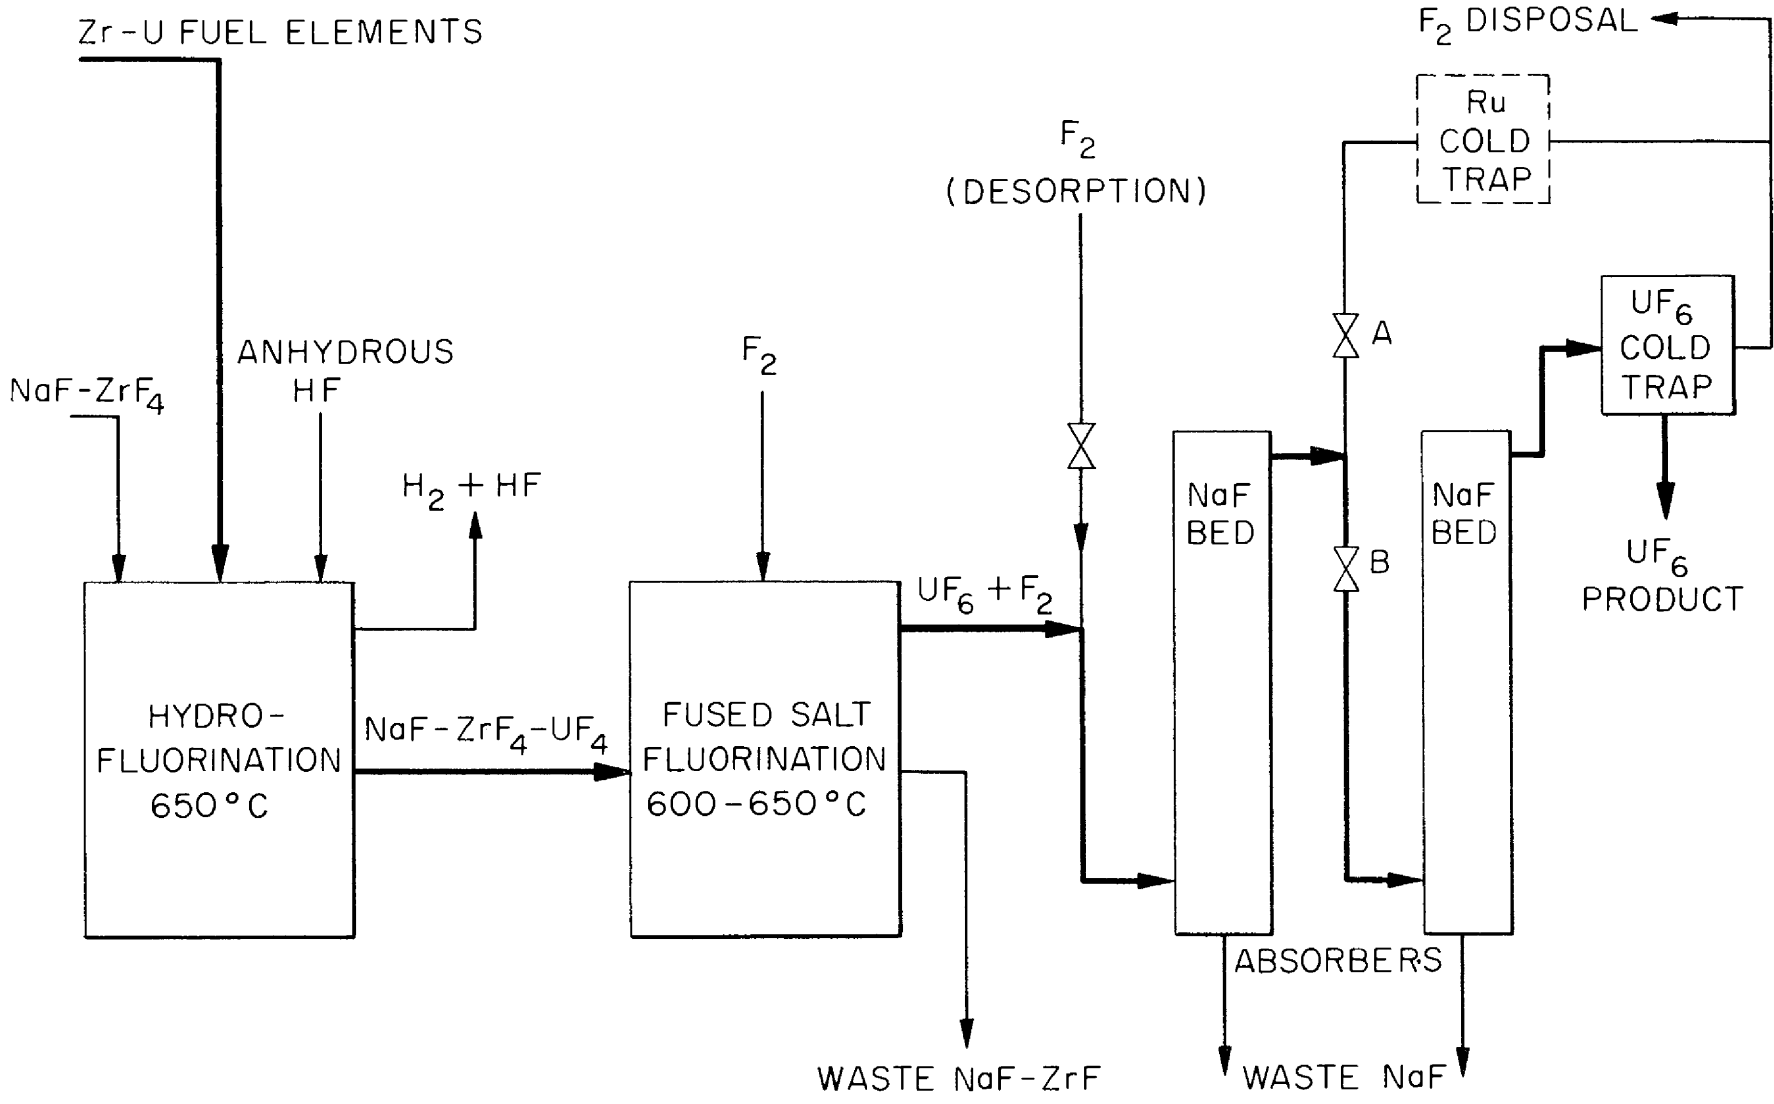 Zr-U FUEL ELEMENTS
F₂ DISPOSAL
Ru
COLD
TRAP
F₂
(DESORPTION)
UF₆
COLD
TRAP
A
ANHYDROUS
HF
F₂
NaF-ZrF₄
H₂ + HF
NaF
BED
NaF
BED
B
UF₆
PRODUCT
UF₆ + F₂
HYDRO-
FLUORINATION
650°C
NaF-ZrF₄-UF₄
FUSED SALT
FLUORINATION
600-650°C
ABSORBERS
WASTE NaF-ZrF
WASTE NaF